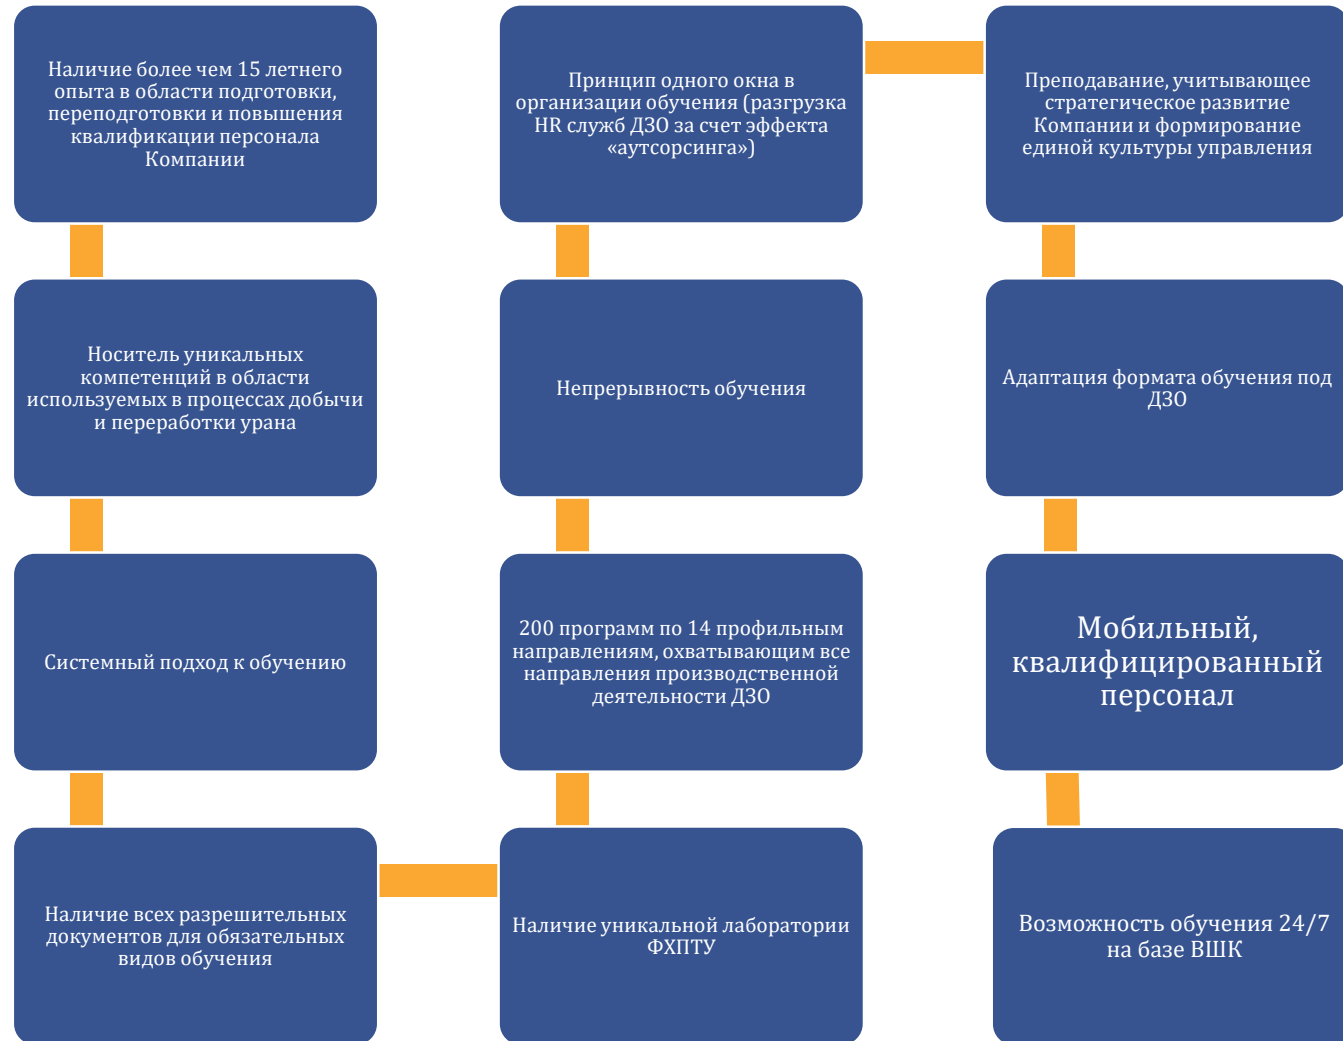 Наличие более чем 15 летнего
опыта в области подготовки,
переподготовки и повышения
квалификации персонала
Компании
Носитель уникальных
компетенций в области
используемых в процессах добычи
и переработки урана
Системный подход к обучению
Наличие всех разрешительных
документов для обязательных
видов обучения
Наличие уникальной лаборатории
ФХПТУ
200 программ по 14 профильным
направлениям, охватывающим все
направления производственной
деятельности ДЗО
Непрерывность обучения
Принцип одного окна в
организации обучения (разгрузка
HR служб ДЗО за счет эффекта
«аутсорсинга»)
Преподавание, учитывающее
стратегическое развитие
Компании и формирование
единой культуры управления
Адаптация формата обучения под
ДЗО
Мобильный,
квалифицированный
персонал
Возможность обучения 24/7
на базе ВШК